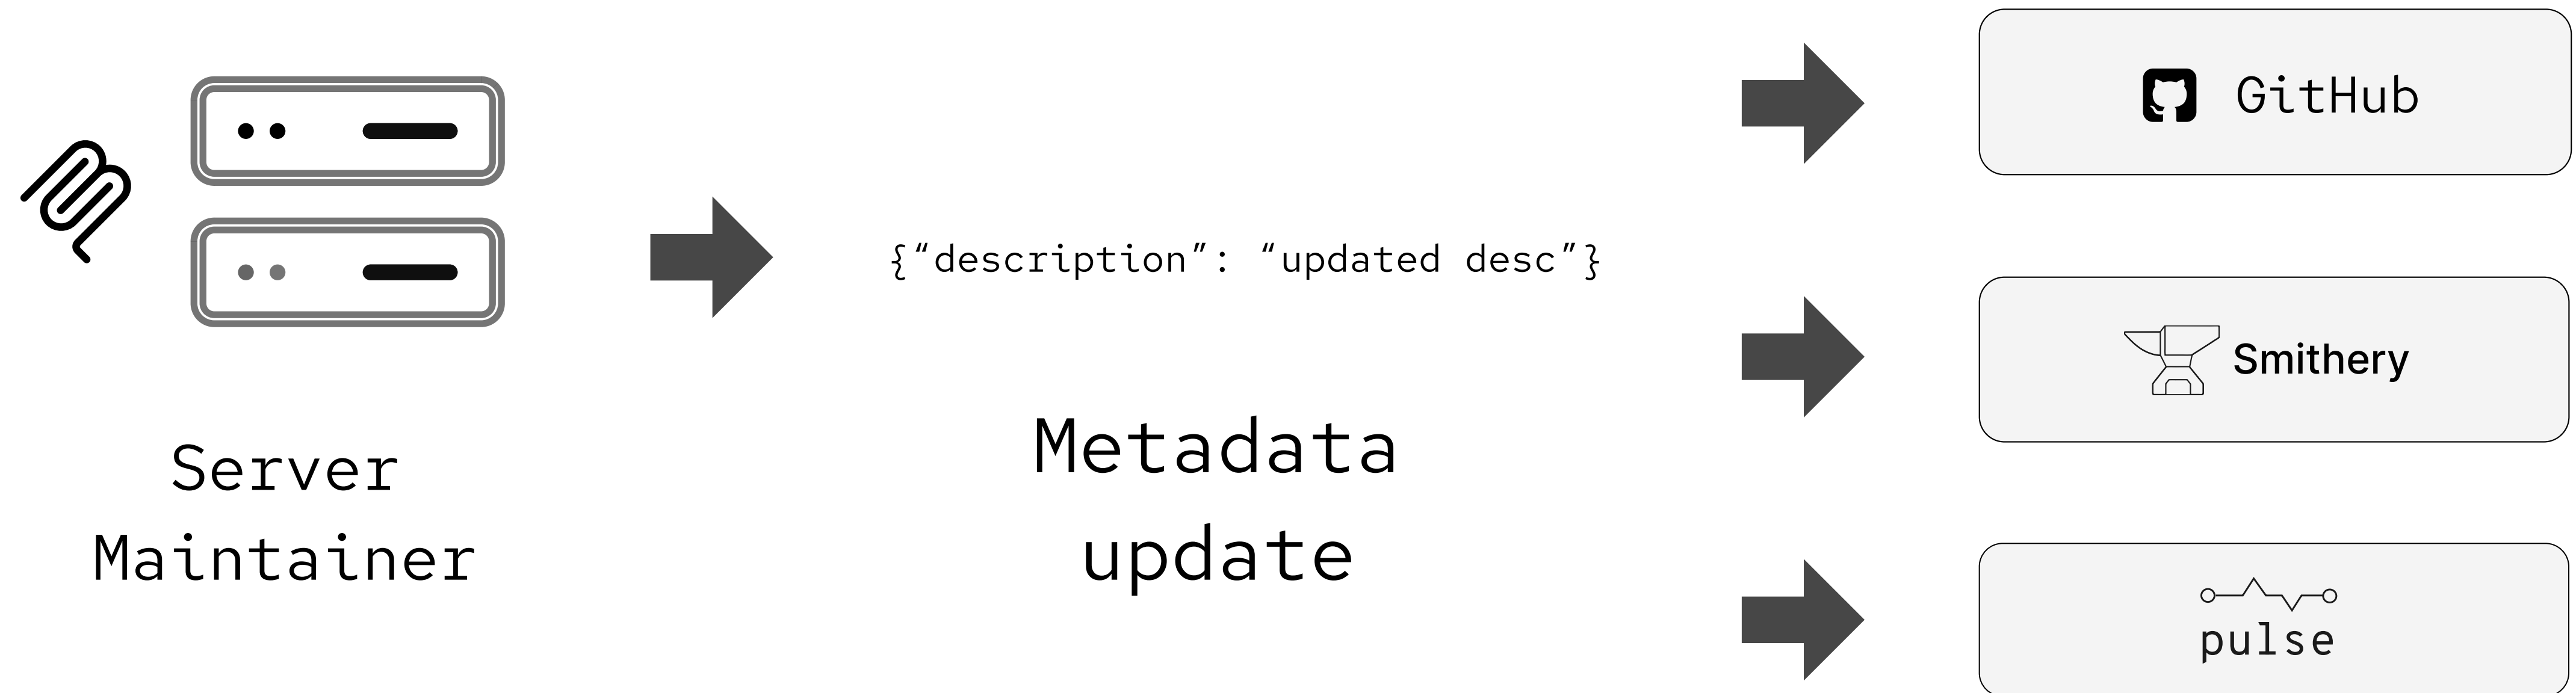 Server
Maintainer
{“description”: “updated desc”}
Metadata
update
GitHub
Smithery
pulse